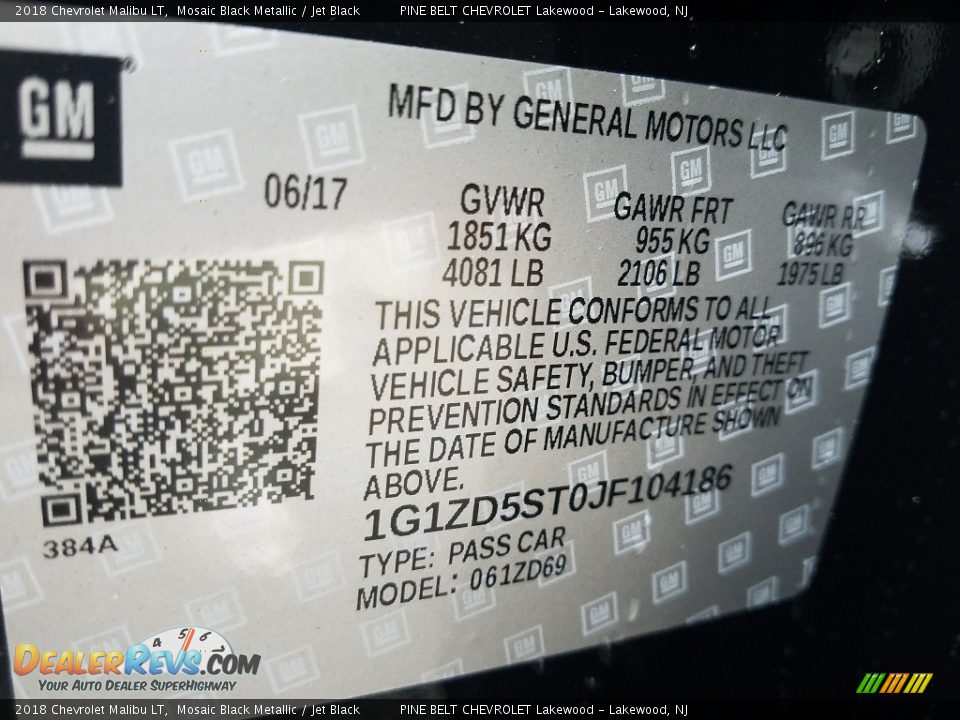 2018 Chevrolet Malibu LT,  Mosaic Black Metallic / Jet Black        PINE BELT CHEVROLET Lakewood – Lakewood, NJ
GM®
MFD BY GENERAL MOTORS LLC
06/17
GVWR
1851 KG
4081 LB
GAWR FRT
955 KG
2106 LB
GAWR RR
896 KG
1975 LB
THIS VEHICLE CONFORMS TO ALL
APPLICABLE U.S. FEDERAL MOTOR
VEHICLE SAFETY, BUMPER, AND THEFT
PREVENTION STANDARDS IN EFFECT ON
THE DATE OF MANUFACTURE SHOWN
ABOVE.
1G1ZD5ST0JF104186
TYPE: PASS CAR
MODEL: 061ZD69
384A
4 5 6
DEALERREVS.COM
YOUR AUTO DEALER SUPERHIGHWAY
2018 Chevrolet Malibu LT,  Mosaic Black Metallic / Jet Black        PINE BELT CHEVROLET Lakewood – Lakewood, NJ